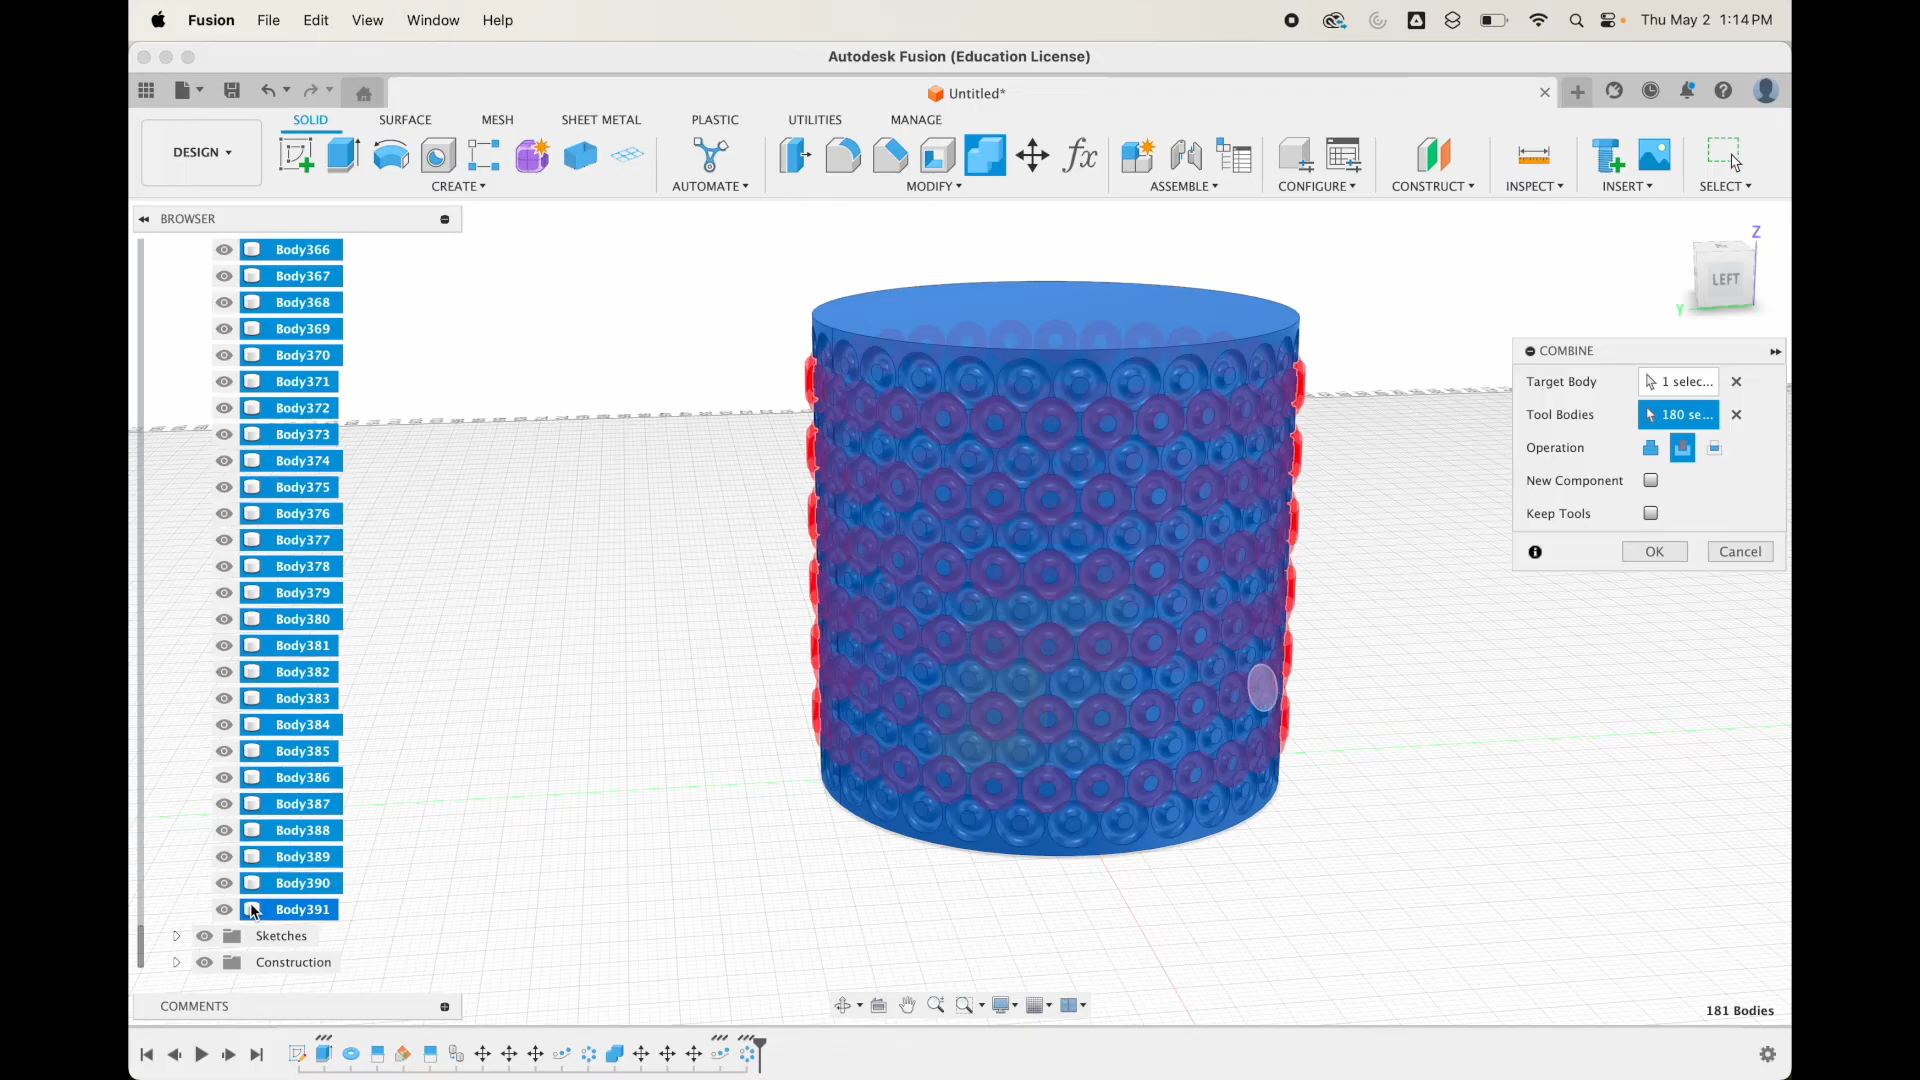 Fusion File Edit View Window Help
Thu May 2 1:14 PM
Autodesk Fusion (Education License)
Untitled*
SOLID SURFACE MESH SHEET METAL PLASTIC UTILITIES MANAGE
DESIGN
CREATE AUTOMATE MODIFY ASSEMBLE CONFIGURE CONSTRUCT INSPECT INSERT SELECT
BROWSER
Body366
Body367
Body368
Body369
Body370
Body371
Body372
Body373
Body374
Body375
Body376
Body377
Body378
Body379
Body380
Body381
Body382
Body383
Body384
Body385
Body386
Body387
Body388
Body389
Body390
Body391
Sketches
Construction
COMMENTS
Z
LEFT
Y
COMBINE
Target Body 1 selec...
Tool Bodies 180 se...
Operation
New Component
Keep Tools
OK Cancel
181 Bodies